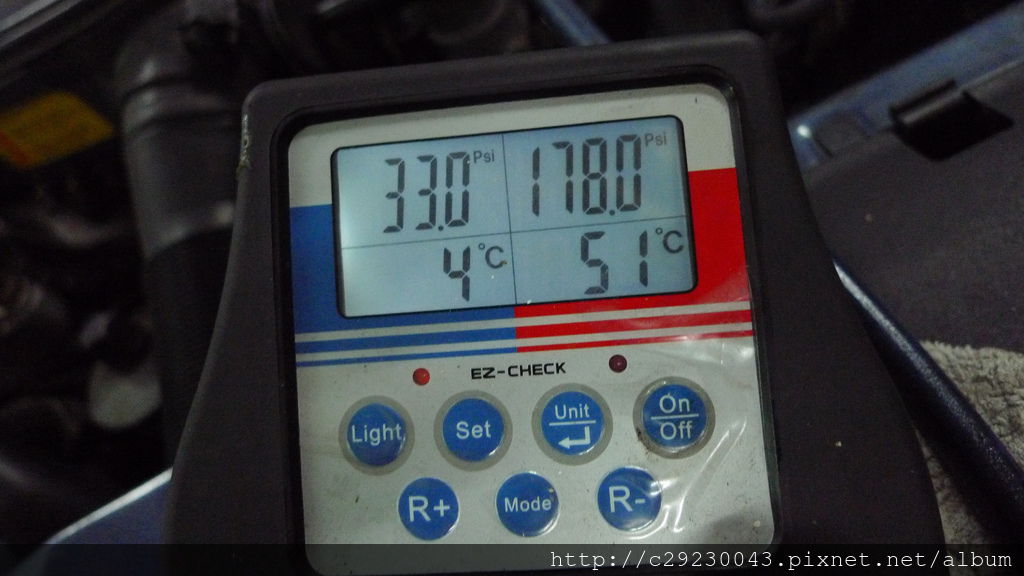 33.0 Psi 178.0 Psi
4 °C 51 °C
EZ-CHECK
Light Set Unit On
Off
R+ Mode R-
http://c29230043.pixnet.net/album